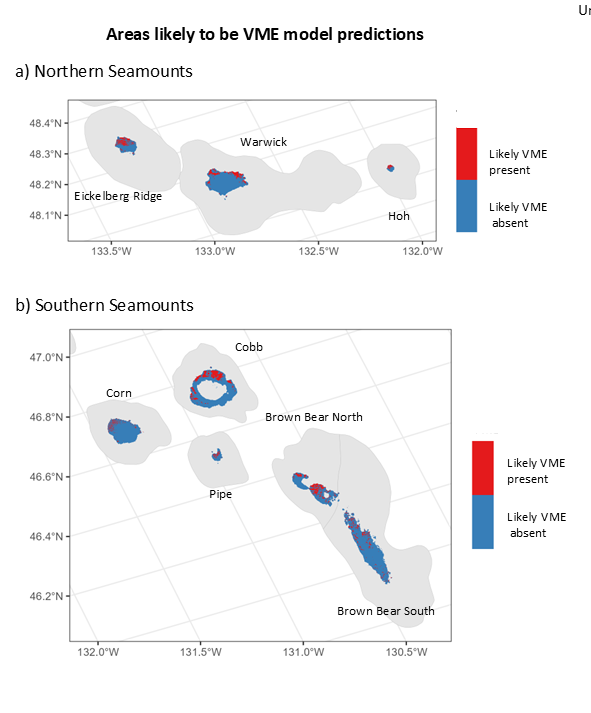 Ur
Areas likely to be VME model predictions
a) Northern Seamounts
48.4°N
48.3°N
48.2°N
48.1°N
Warwick
Eickelberg Ridge
Hoh
133.5°W
133.0°W
132.5°W
132.0°W
Likely VME
present
Likely VME
absent
b) Southern Seamounts
47.0°N
46.8°N
46.6°N
46.4°N
46.2°N
Cobb
Corn
Brown Bear North
Pipe
Brown Bear South
132.0°W
131.5°W
131.0°W
130.5°W
Likely VME
present
Likely VME
absent